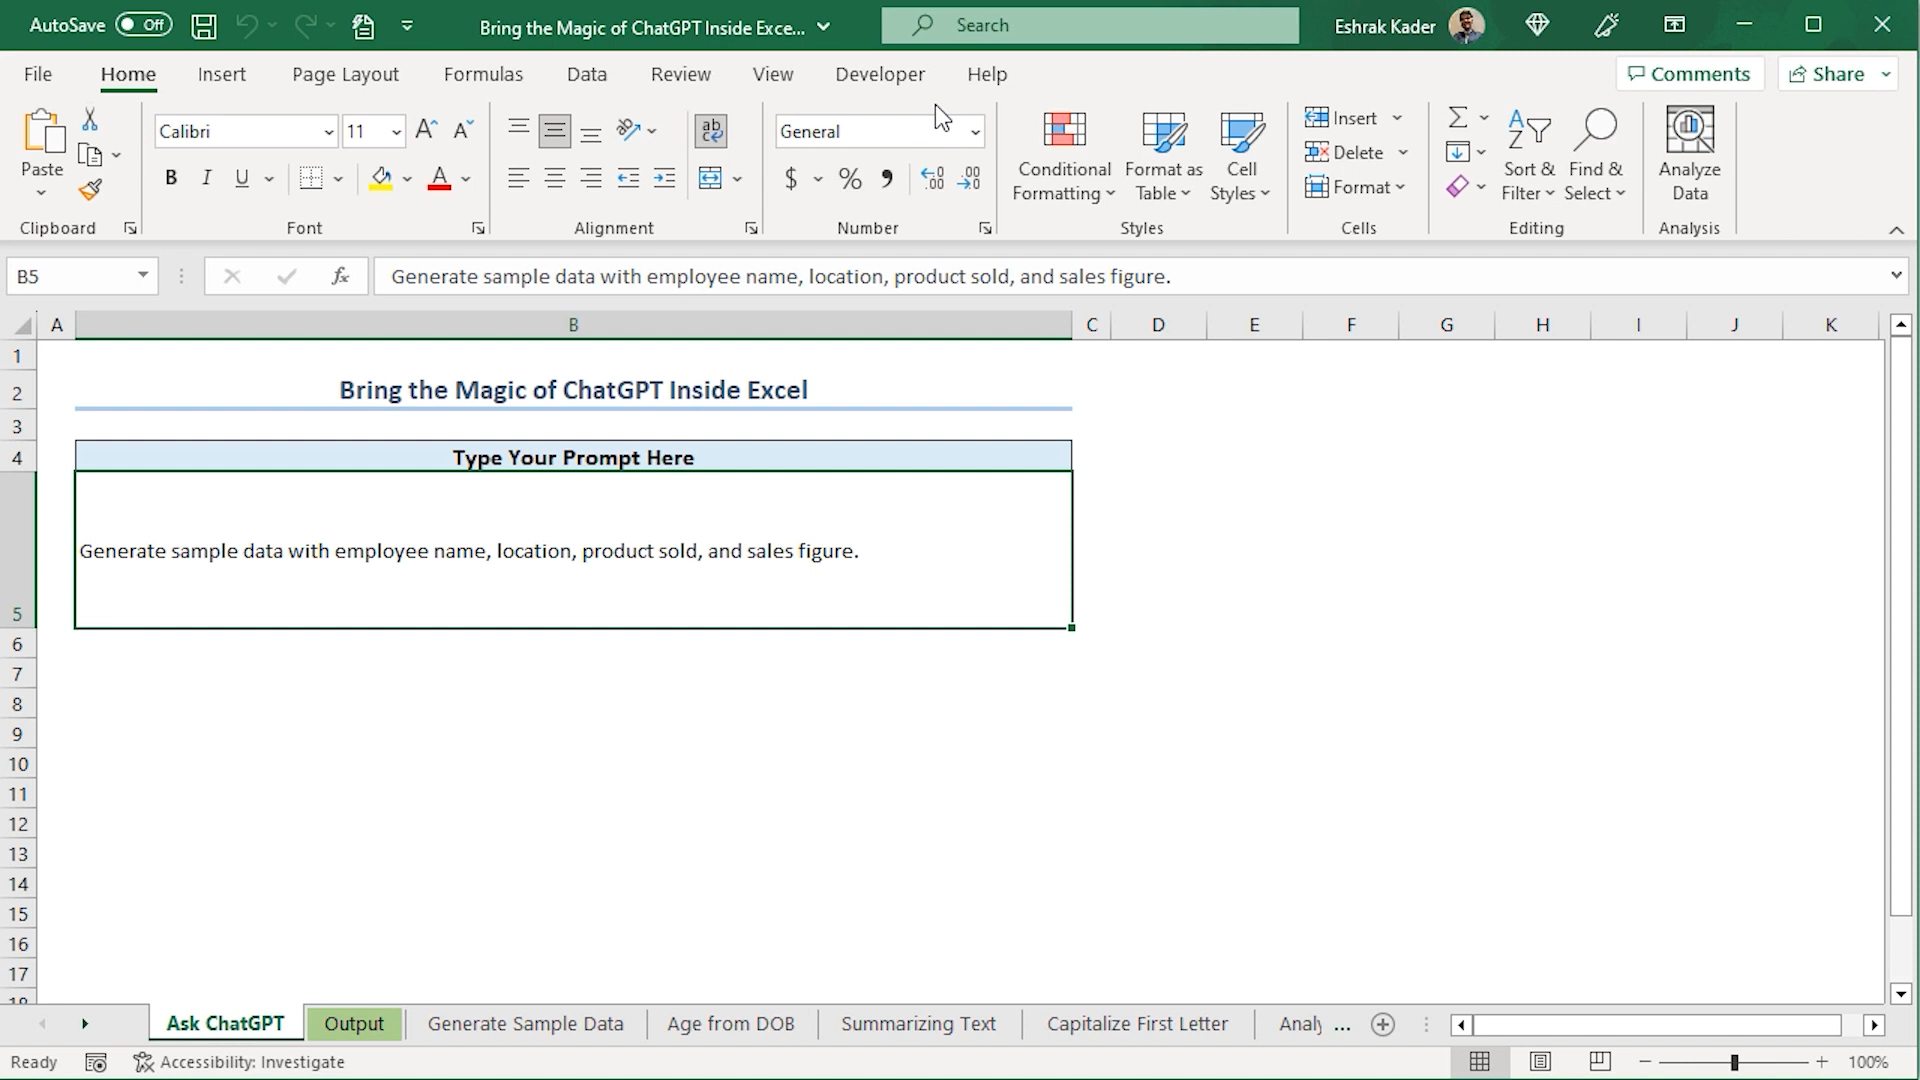 AutoSave Off Bring the Magic of ChatGPT Inside Exce... Search Eshrak Kader
File Home Insert Page Layout Formulas Data Review View Developer Help Comments Share
Calibri 11 A^ A ab General Insert Σ A
Paste Conditional Format as Cell Delete Z Sort & Find & Analyze
B I U A $ % .00 Formatting Table Styles Format Filter Select Data
Clipboard Font Alignment Number Styles Cells Editing Analysis
B5 fx Generate sample data with employee name, location, product sold, and sales figure.
A B C D E F G H I J K
1
2 Bring the Magic of ChatGPT Inside Excel
3
4 Type Your Prompt Here
Generate sample data with employee name, location, product sold, and sales figure.
5
6
7
8
9
10
11
12
13
14
15
16
17
Ask ChatGPT Output Generate Sample Data Age from DOB Summarizing Text Capitalize First Letter Analy ...
Ready Accessibility: Investigate 100%